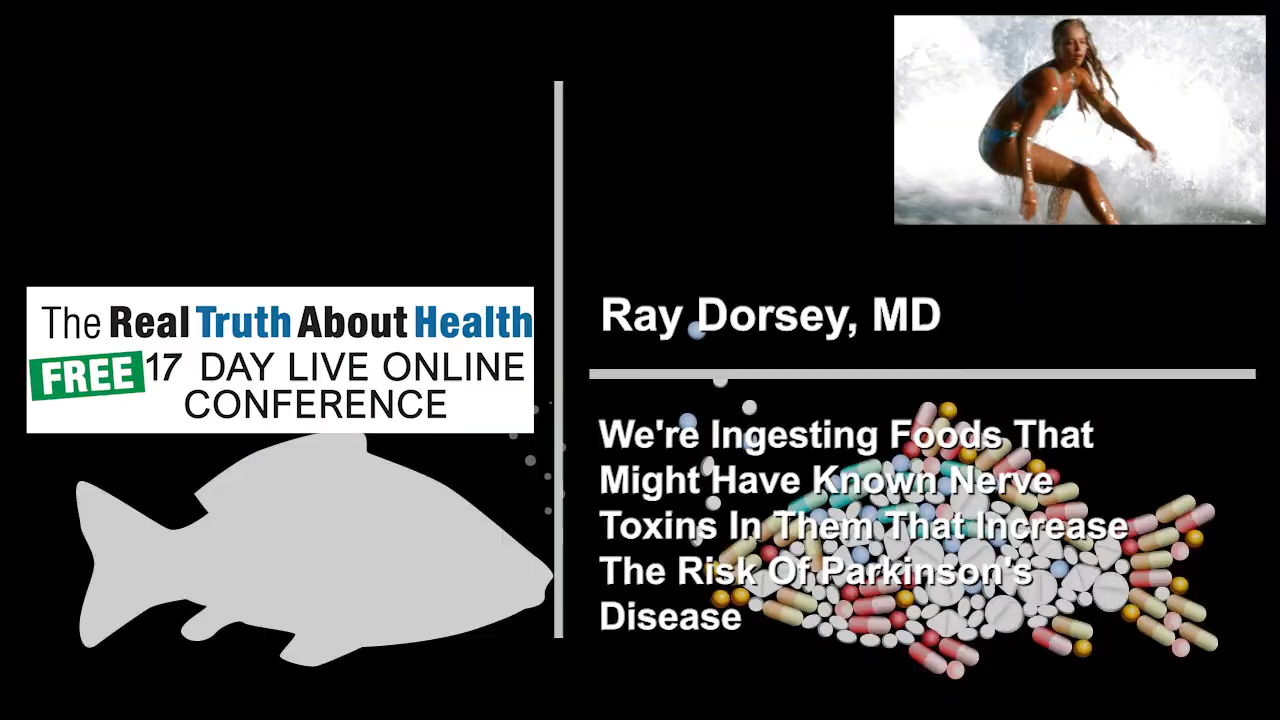 The Real Truth About Health
FREE 17 DAY LIVE ONLINE
CONFERENCE
Ray Dorsey, MD
We're Ingesting Foods That
Might Have Known Nerve
Toxins In Them That Increase
The Risk Of Parkinson's
Disease